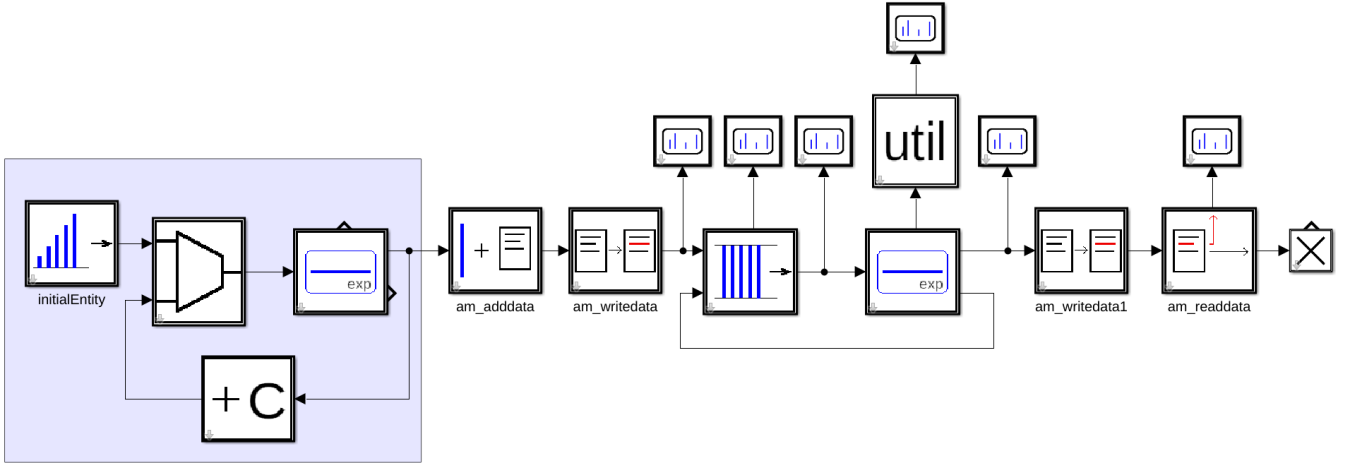 util
initialEntity
exp
am_adddata
am_writedata
exp
am_writedata1
am_readdata
+ C